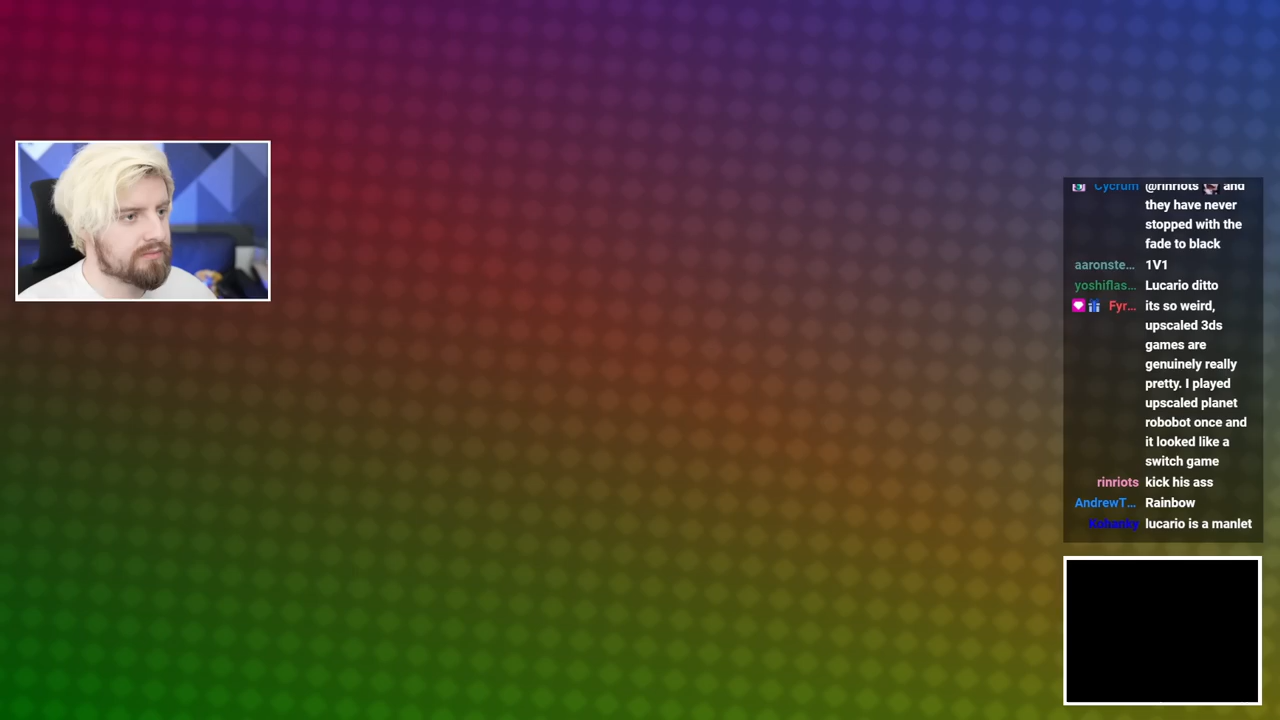 Cycrum @rinriots and
they have never
stopped with the
fade to black
aaronste... 1V1
yoshiflas... Lucario ditto
Fyr... its so weird,
upscaled 3ds
games are
genuinely really
pretty. I played
upscaled planet
robobot once and
it looked like a
switch game
rinriots kick his ass
AndrewT... Rainbow
Kohanky lucario is a manlet